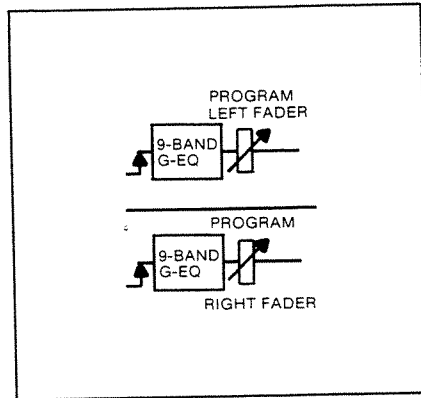 PROGRAM
LEFT FADER
9-BAND
G-EQ
PROGRAM
9-BAND
G-EQ
RIGHT FADER